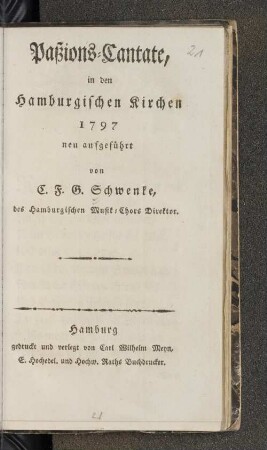 21
Paßions-Cantate,
in den
Hamburgischen Kirchen
1797
neu aufgeführt
von
C. F. G. Schwenke,
des Hamburgischen Musik-Chors Direktor.
Hamburg
gedruckt und verlegt von Carl Wilhelm Meyn,
E. Hochedel. und Hochw. Raths Buchdrucker.